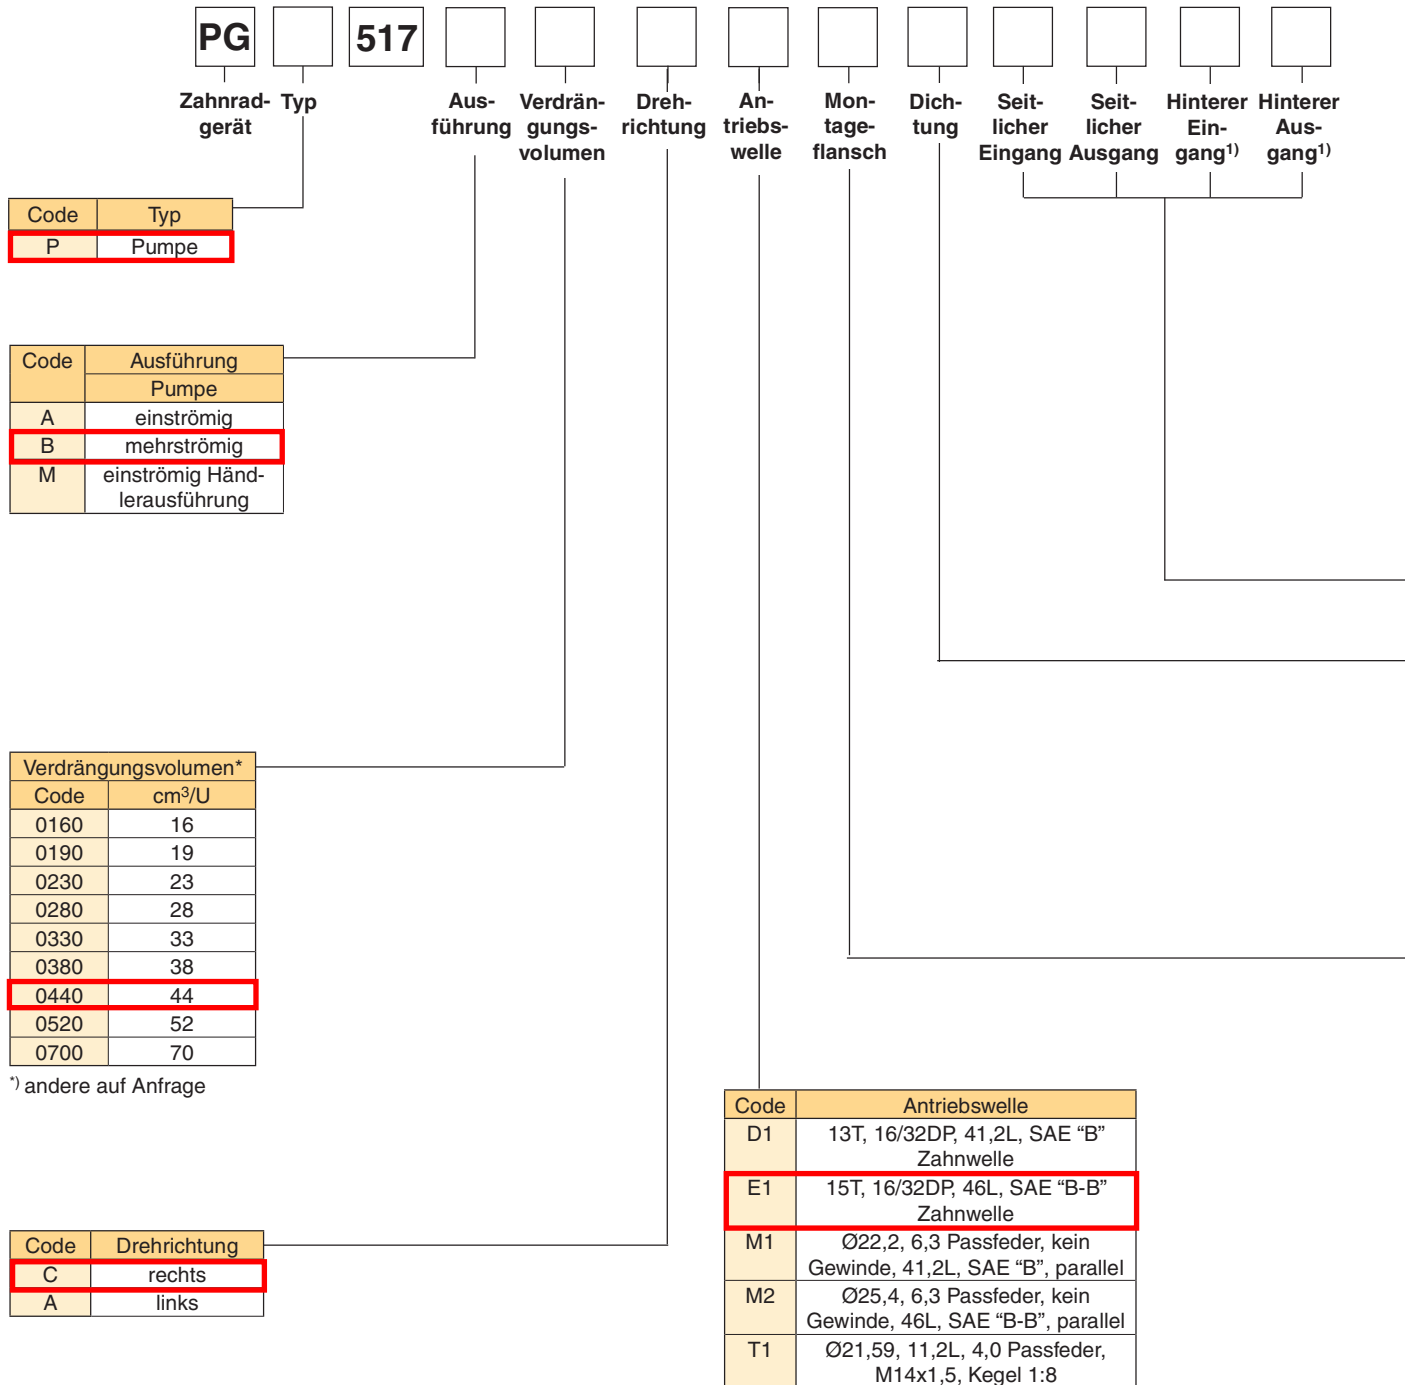 PG 517
Zahnrad-
gerät
Typ
Aus-
führung
Verdrän-
gungs-
volumen
Dreh-
richtung
An-
triebs-
welle
Mon-
tage-
flansch
Dich-
tung
Seit-
licher
Eingang
Seit-
licher
Ausgang
Hinterer
Ein-
gang1)
Hinterer
Aus-
gang1)
Code Typ
P Pumpe
Code Ausführung
Pumpe
A einströmig
B mehrströmig
M einströmig Händ-
lerausführung
Verdrängungsvolumen*
Code cm³/U
0160 16
0190 19
0230 23
0280 28
0330 33
0380 38
0440 44
0520 52
0700 70
*) andere auf Anfrage
Code Drehrichtung
C rechts
A links
Code Antriebswelle
D1 13T, 16/32DP, 41,2L, SAE “B”
Zahnwelle
E1 15T, 16/32DP, 46L, SAE “B-B”
Zahnwelle
M1 Ø22,2, 6,3 Passfeder, kein
Gewinde, 41,2L, SAE “B”, parallel
M2 Ø25,4, 6,3 Passfeder, kein
Gewinde, 46L, SAE “B-B”, parallel
T1 Ø21,59, 11,2L, 4,0 Passfeder,
M14x1,5, Kegel 1:8